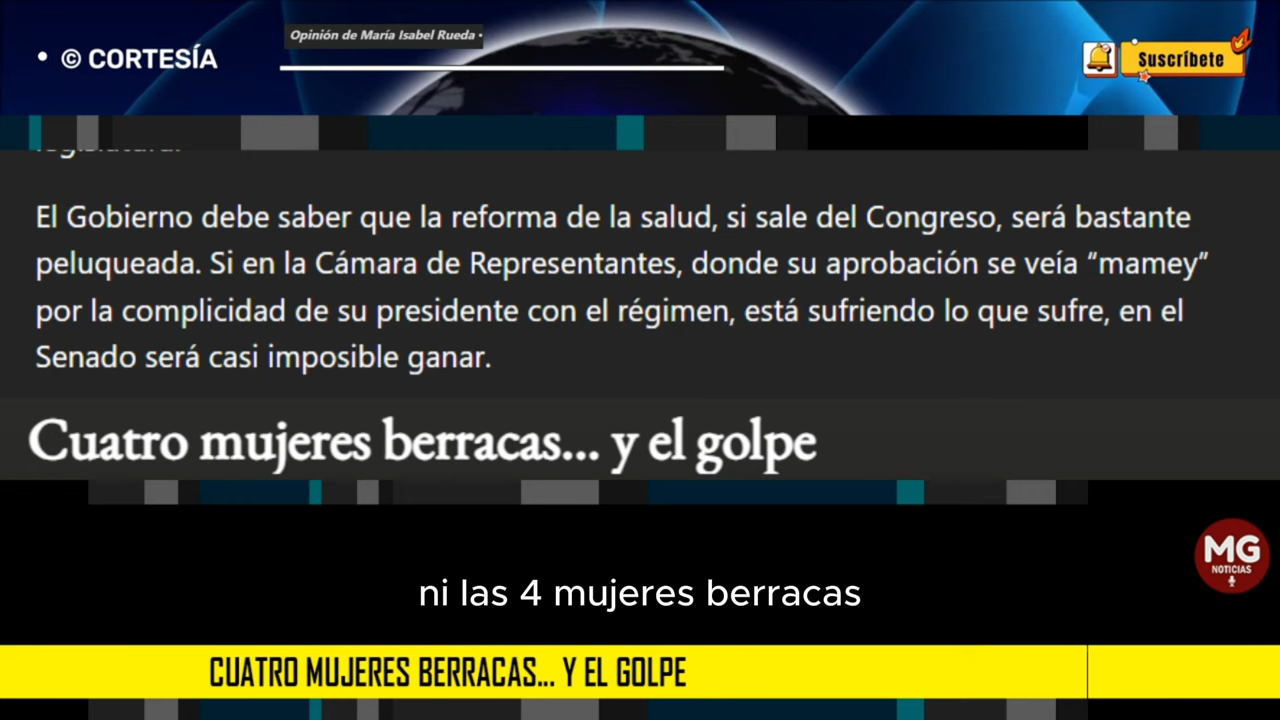 Opinión de María Isabel Rueda •
• © CORTESÍA
Suscríbete
El Gobierno debe saber que la reforma de la salud, si sale del Congreso, será bastante
peluqueada. Si en la Cámara de Representantes, donde su aprobación se veía “mamey”
por la complicidad de su presidente con el régimen, está sufriendo lo que sufre, en el
Senado será casi imposible ganar.
Cuatro mujeres berracas... y el golpe
MG
NOTICIAS
ni las 4 mujeres berracas
CUATRO MUJERES BERRACAS... Y EL GOLPE